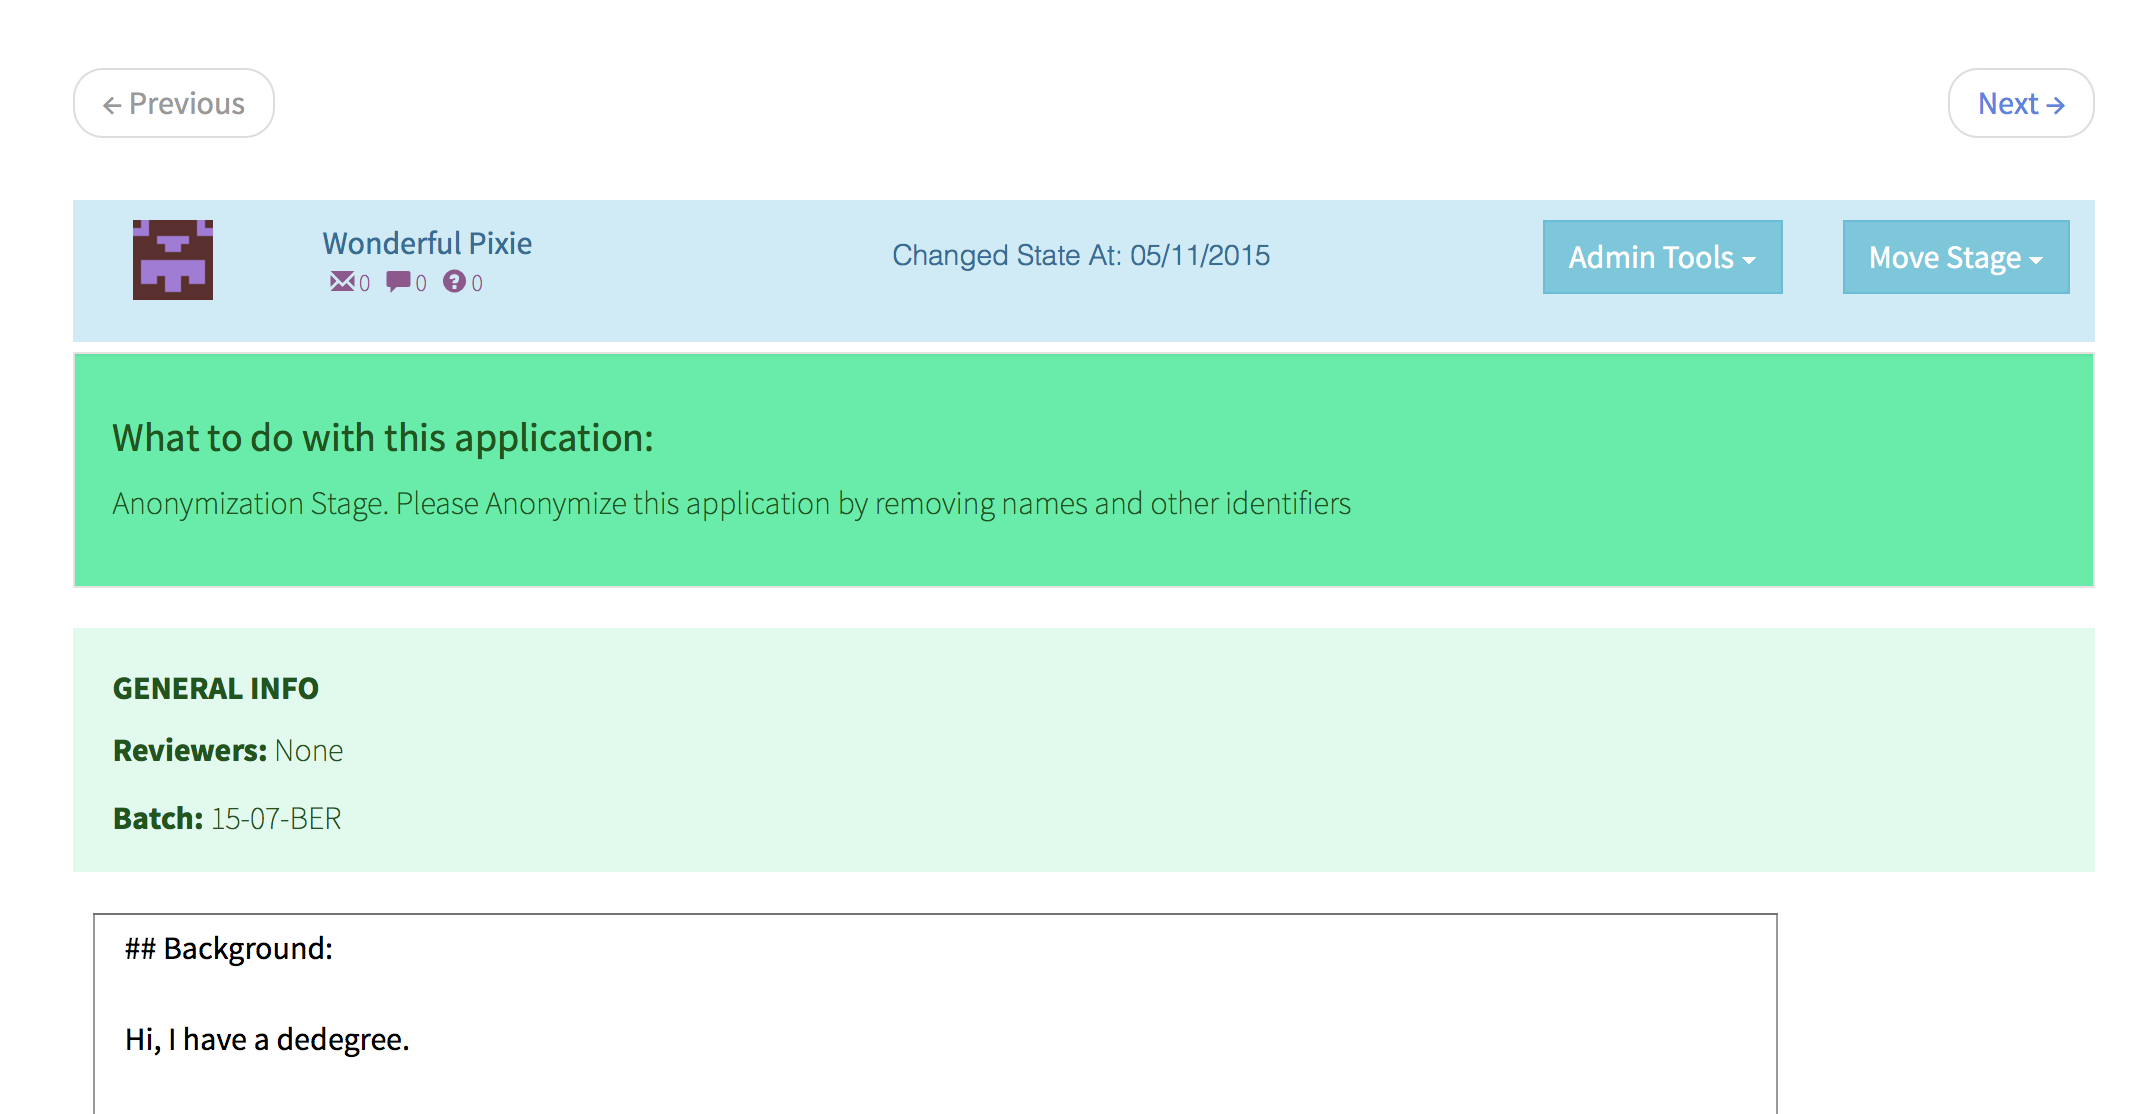 ← Previous
Next →
Wonderful Pixie
0 0 0
Changed State At: 05/11/2015
Admin Tools
Move Stage
What to do with this application:
Anonymization Stage. Please Anonymize this application by removing names and other identifiers
GENERAL INFO
Reviewers: None
Batch: 15-07-BER
## Background:
Hi, I have a dedegree.